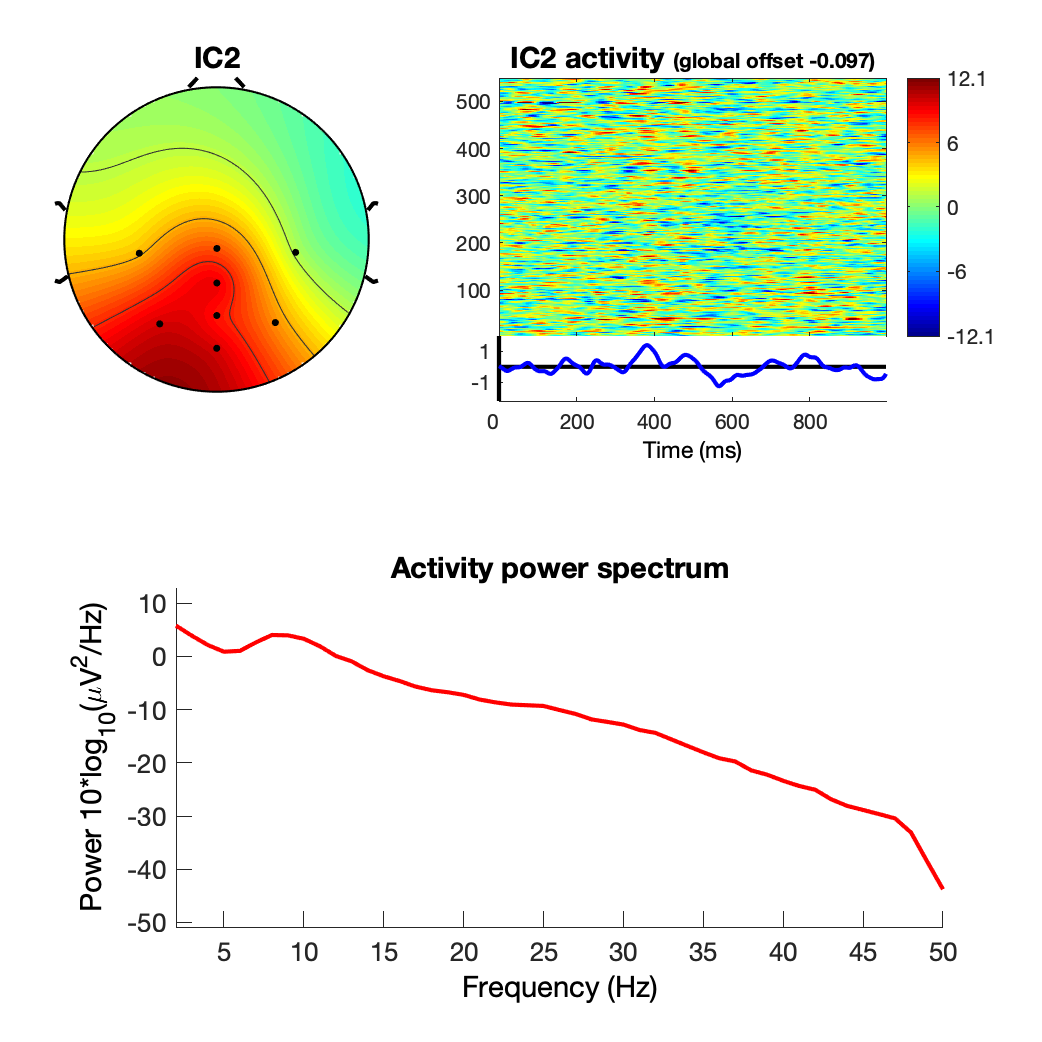 IC2
IC2 activity (global offset -0.097)
500
400
300
200
100
12.1
6
0
-6
-12.1
1
-1
0 200 400 600 800
Time (ms)
Activity power spectrum
Power 10*log10(μV2/Hz)
10
0
-10
-20
-30
-40
-50
5 10 15 20 25 30 35 40 45 50
Frequency (Hz)